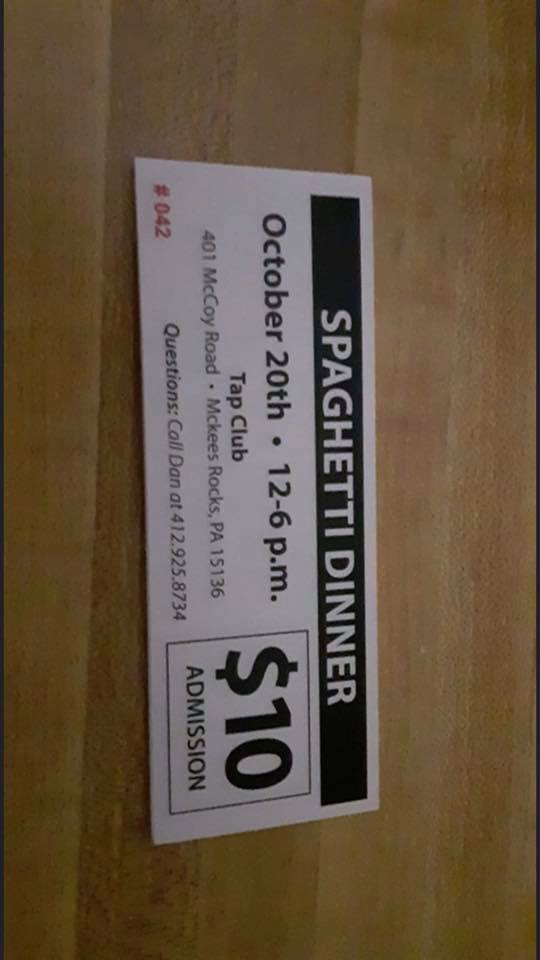 SPAGHETTI DINNER
October 20th • 12-6 p.m.
Tap Club
401 McCoy Road • Mckees Rocks, PA 15136
Questions: Call Dan at 412.925.8734
# 042
$10
ADMISSION